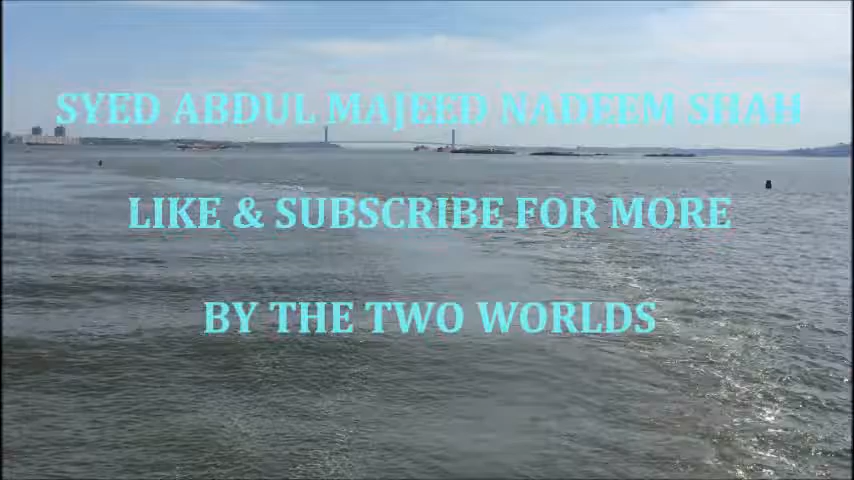 SYED ABDUL MAJEED NADEEM SHAH
LIKE & SUBSCRIBE FOR MORE
BY THE TWO WORLDS